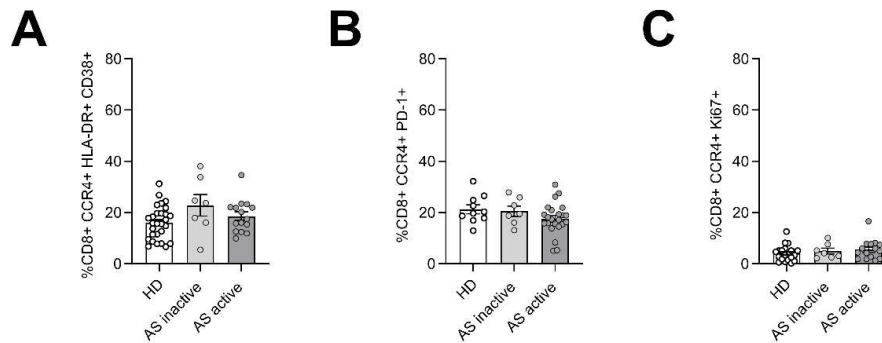 A
%CD8+ CCR4+ HLA-DR+ CD38+
80
60
40
20
0
HD
AS inactive
AS active
B
%CD8+ CCR4+ PD-1+
80
60
40
20
0
HD
AS inactive
AS active
C
%CD8+ CCR4+ Ki67+
80
60
40
20
0
HD
AS inactive
AS active